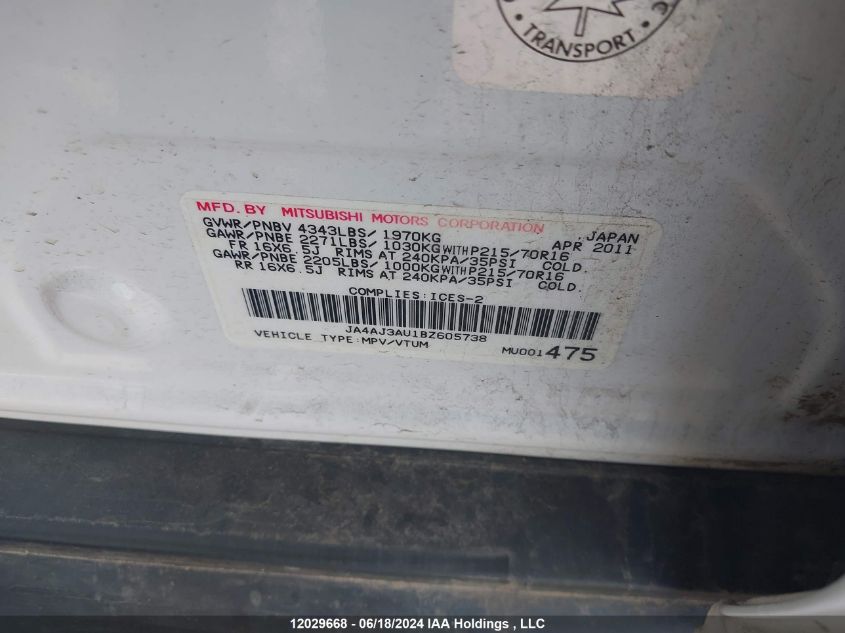 · TRANSPORT ·
MFD. BY MITSUBISHI MOTORS CORPORATION JAPAN
GVWR/PNBV 4343LBS/1970KG APR 2011
GAWR/PNBE 2271LBS/1030KG WITH P215/70R16
FR 16X6.5J RIMS AT 240KPA/35PSI COLD.
GAWR/PNBE 2205LBS/1000KG WITH P215/70R16
RR 16X6.5J RIMS AT 240KPA/35PSI COLD.
COMPLIES:ICES-2
JA4AJ3AU1BZ605738
VEHICLE TYPE:MPV/VTUM MU001475
12029668 - 06/18/2024 IAA Holdings , LLC